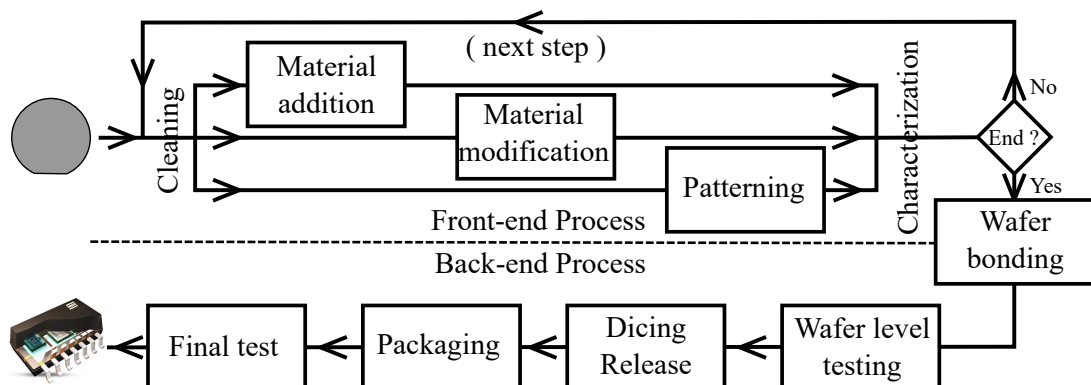 ( next step )
Cleaning
Material
addition
Material
modification
Patterning
Characterization
No
End ?
Yes
Front-end Process
Wafer
bonding
Back-end Process
Final test
Packaging
Dicing
Release
Wafer level
testing